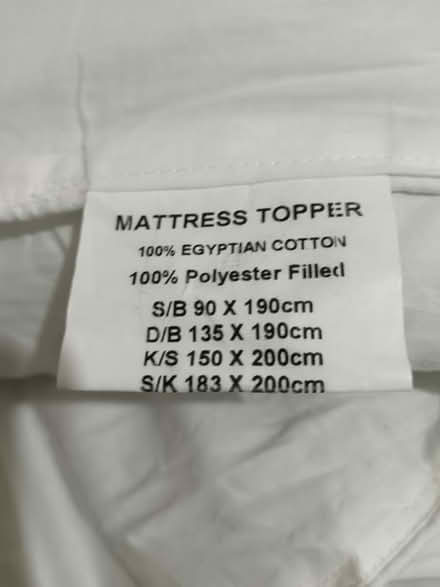 MATTRESS TOPPER
100% EGYPTIAN COTTON
100% Polyester Filled
S/B 90 X 190cm
D/B 135 X 190cm
K/S 150 X 200cm
S/K 183 X 200cm